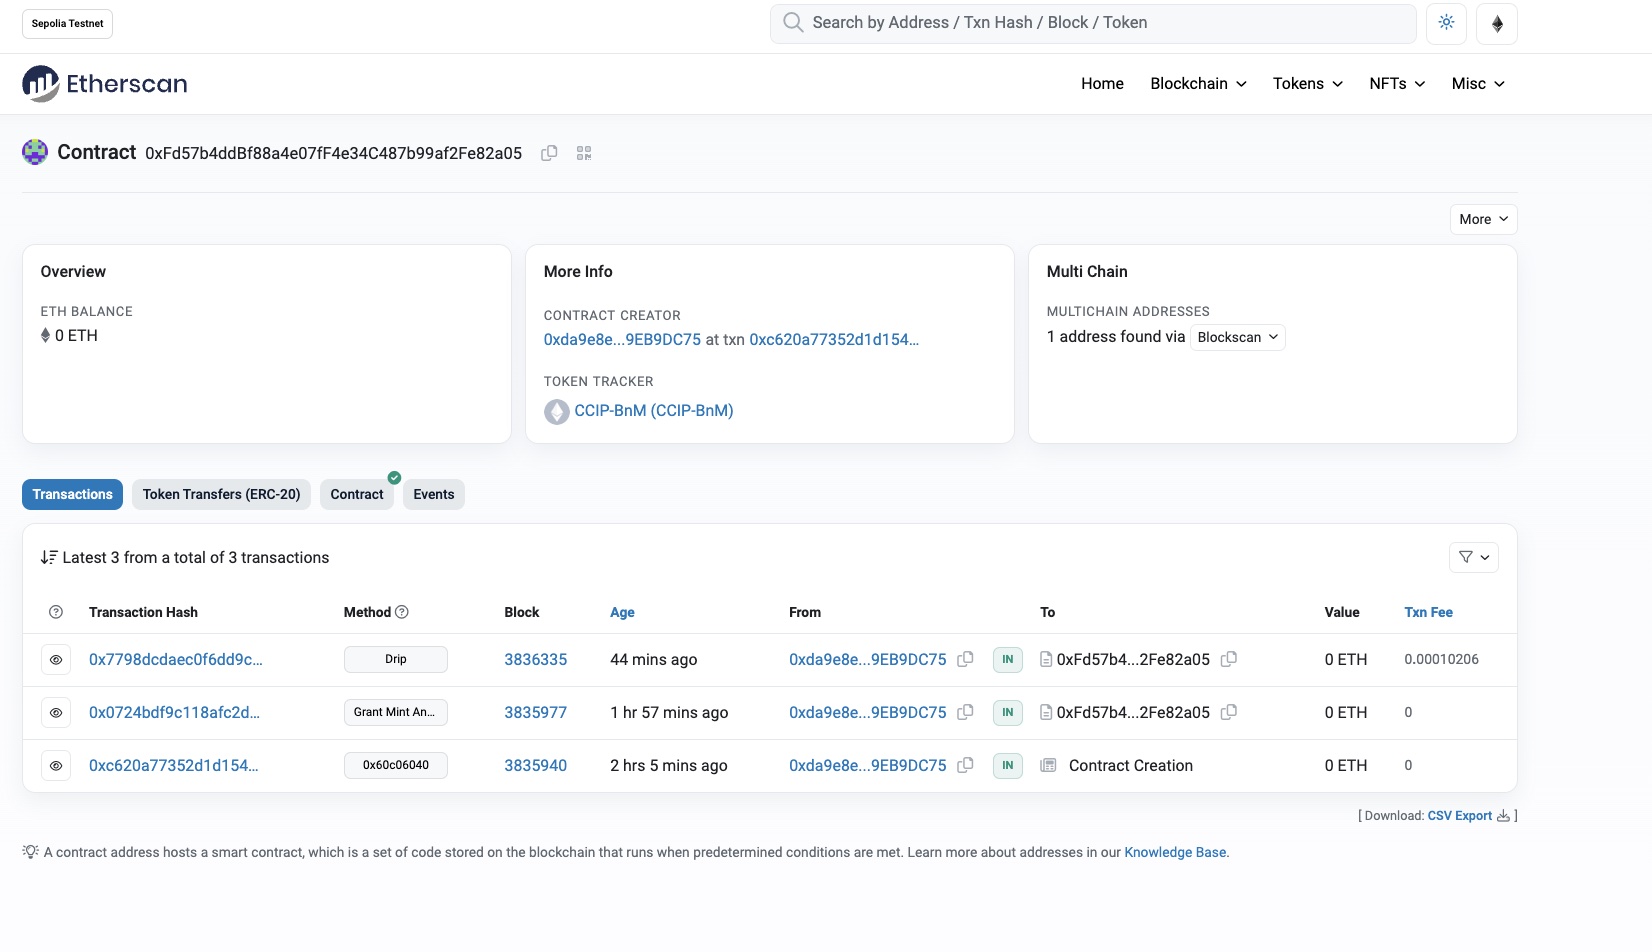 Sepolia Testnet
Search by Address / Txn Hash / Block / Token
Etherscan
Home Blockchain Tokens NFTs Misc
Contract 0xFd57b4ddBf88a4e07fF4e34C487b99af2Fe82a05
More
Overview
ETH BALANCE
0 ETH
More Info
CONTRACT CREATOR
0xda9e8e...9EB9DC75 at txn 0xc620a77352d1d154...
TOKEN TRACKER
CCIP-BnM (CCIP-BnM)
Multi Chain
MULTICHAIN ADDRESSES
1 address found via Blockscan
Transactions Token Transfers (ERC-20) Contract Events
Latest 3 from a total of 3 transactions
Transaction Hash Method Block Age From To Value Txn Fee
0x7798dcdaec0f6dd9c... Drip 3836335 44 mins ago 0xda9e8e...9EB9DC75 IN 0xFd57b4...2Fe82a05 0 ETH 0.00010206
0x0724bdf9c118afc2d... Grant Mint An... 3835977 1 hr 57 mins ago 0xda9e8e...9EB9DC75 IN 0xFd57b4...2Fe82a05 0 ETH 0
0xc620a77352d1d154... 0x60c06040 3835940 2 hrs 5 mins ago 0xda9e8e...9EB9DC75 IN Contract Creation 0 ETH 0
[ Download: CSV Export ]
A contract address hosts a smart contract, which is a set of code stored on the blockchain that runs when predetermined conditions are met. Learn more about addresses in our Knowledge Base.